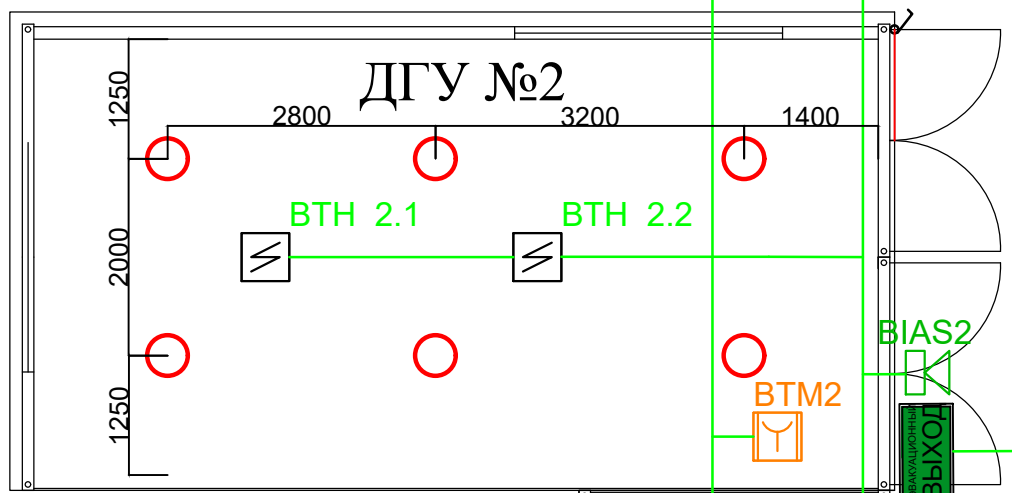 ДГУ №2
1250
2800
3200
1400
BTH 2.1
BTH 2.2
2000
BIAS2
BTM2
1250
ЭВАКУАЦИОННЫЙ
ВЫХОД